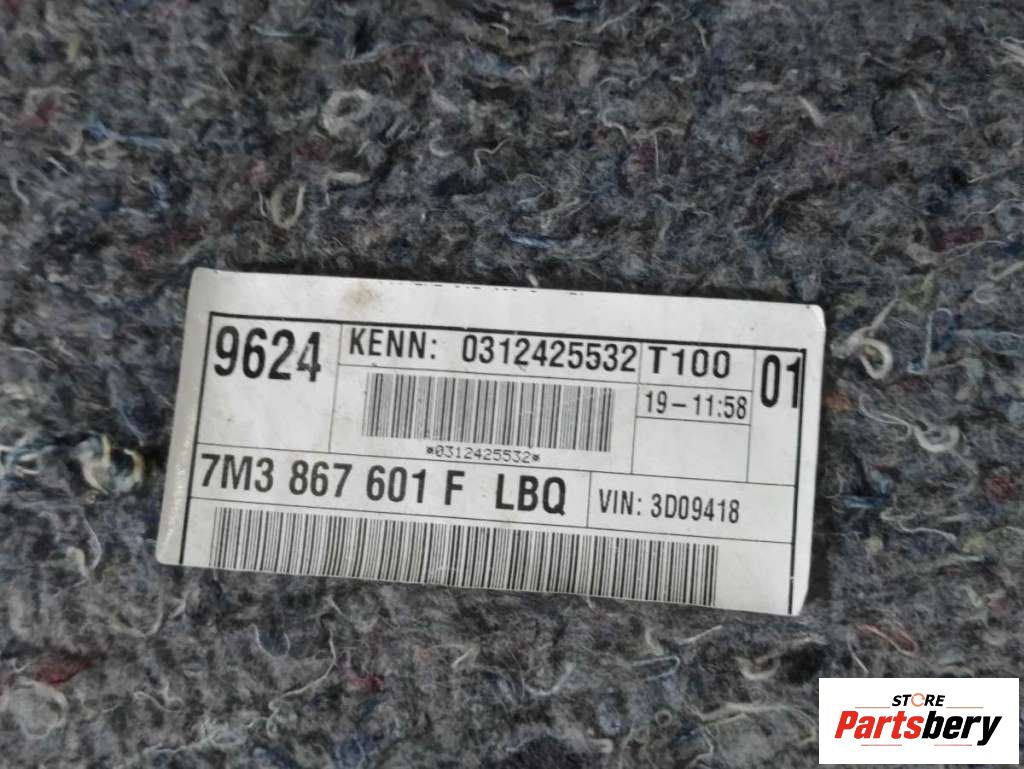 9624 KENN: 0312425532 T100 01
19-11:58
*0312425532*
7M3 867 601 F LBQ VIN: 3D09418
STORE
Partsbery